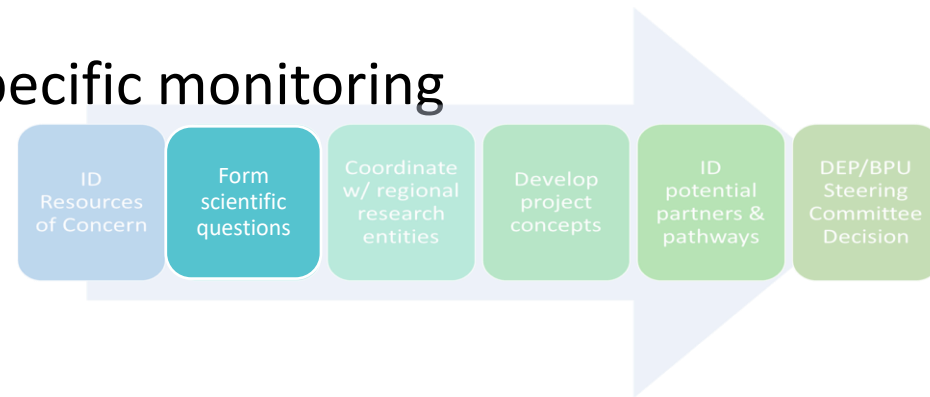 pecific monitoring
ID
Resources
of Concern
Form
scientific
questions
Coordinate
w/ regional
research
entities
Develop
project
concepts
ID
potential
partners &
pathways
DEP/BPU
Steering
Committee
Decision